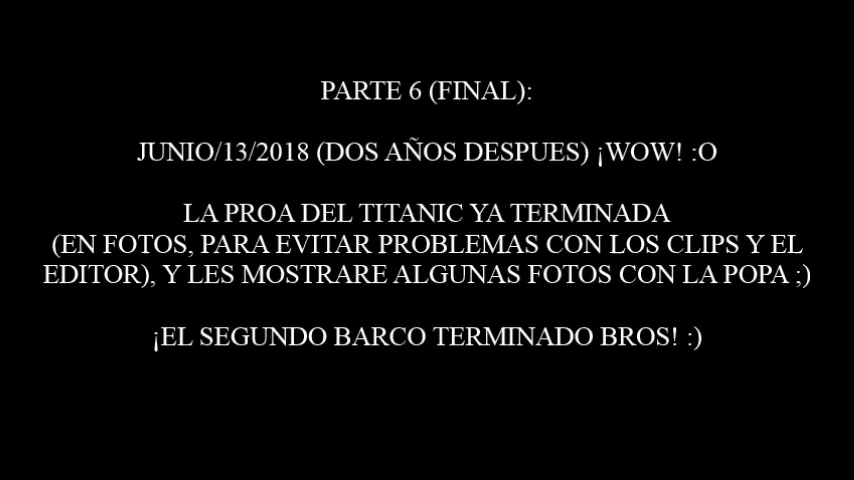 PARTE 6 (FINAL):
JUNIO/13/2018 (DOS AÑOS DESPUES) ¡WOW! :O
LA PROA DEL TITANIC YA TERMINADA
(EN FOTOS, PARA EVITAR PROBLEMAS CON LOS CLIPS Y EL
EDITOR), Y LES MOSTRARE ALGUNAS FOTOS CON LA POPA ;)
¡EL SEGUNDO BARCO TERMINADO BROS! :)